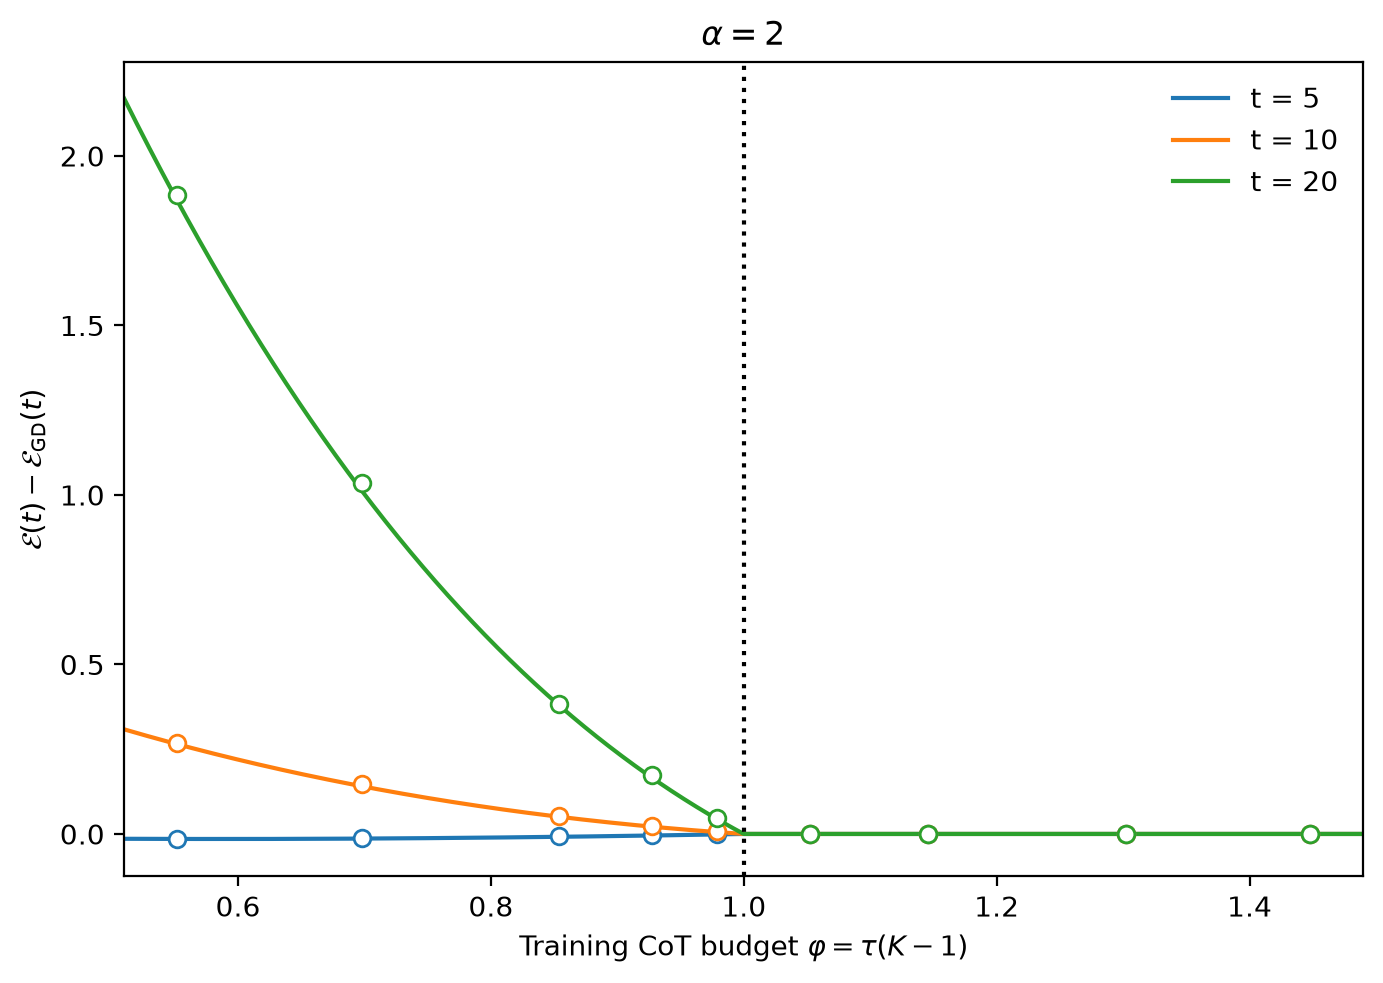 α = 2
t = 5
t = 10
t = 20
ℰ(t) − ℰ_GD(t)
2.0
1.5
1.0
0.5
0.0
0.6 0.8 1.0 1.2 1.4
Training CoT budget φ = τ(K − 1)